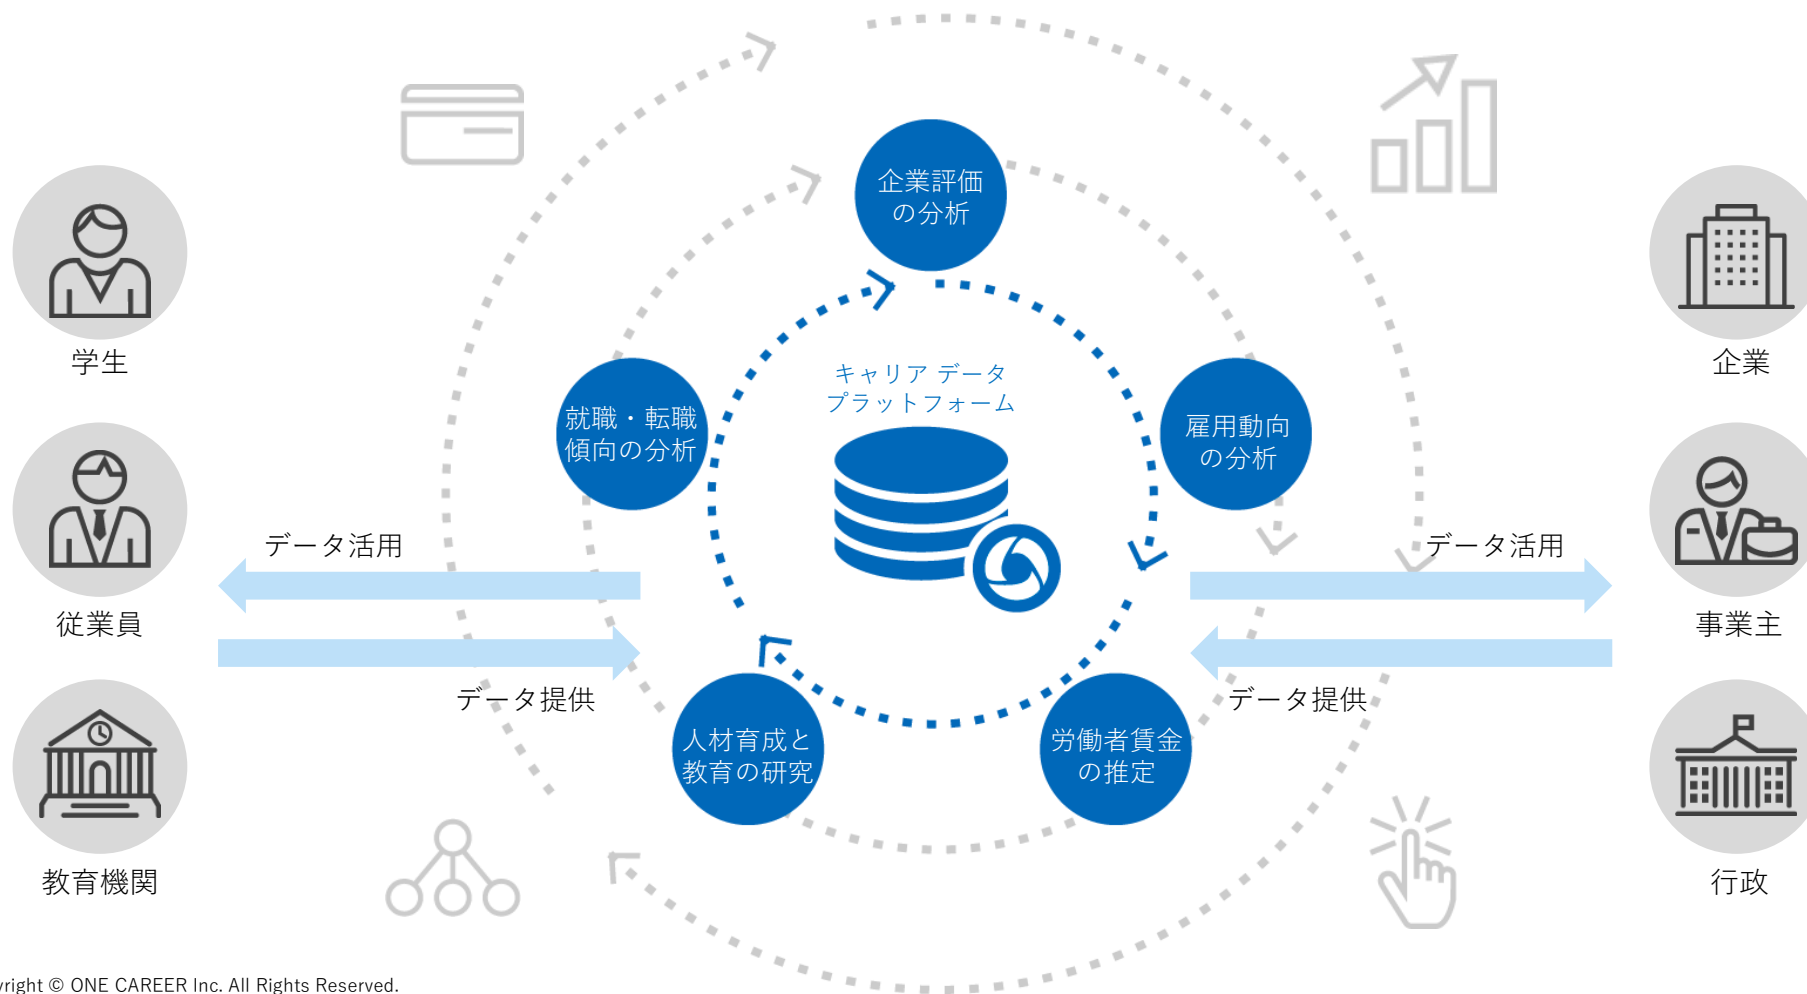 企業評価
の分析
学生
企業
キャリア データ
プラットフォーム
就職・転職
傾向の分析
雇用動向
の分析
データ活用
データ活用
従業員
事業主
データ提供
データ提供
人材育成と
教育の研究
労働者賃金
の推定
教育機関
行政
yright © ONE CAREER Inc. All Rights Reserved.